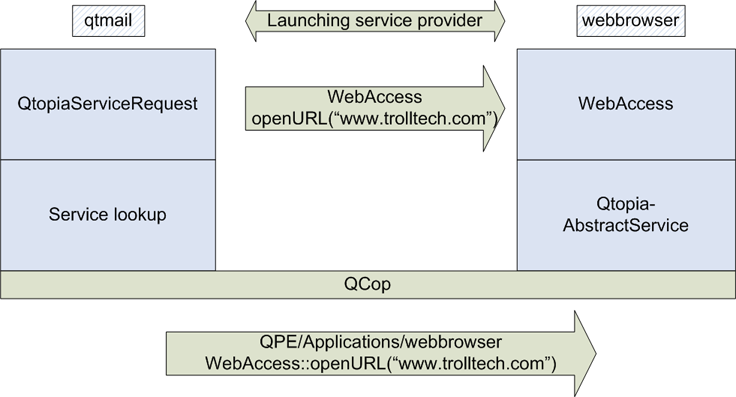 qtmail
Launching service provider
webbrowser
QtopiaServiceRequest
WebAccess
openURL(“www.trolltech.com”)
WebAccess
Service lookup
Qtopia-
AbstractService
QCop
QPE/Applications/webbrowser
WebAccess::openURL(“www.trolltech.com”)